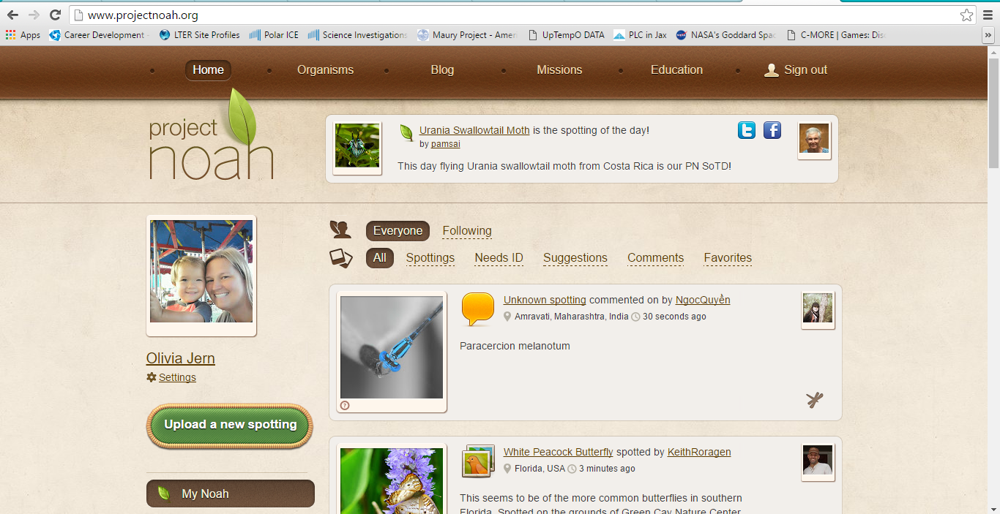 www.projectnoah.org
Apps Career Development LTER Site Profiles Polar ICE Science Investigations Maury Project - Amer UpTempO DATA PLC in Jax NASA's Goddard Spac C-MORE | Games: Dis »
Home Organisms Blog Missions Education Sign out
project
noah
Urania Swallowtail Moth is the spotting of the day!
by pamsai
This day flying Urania swallowtail moth from Costa Rica is our PN SoTD!
Everyone Following
All Spottings Needs ID Suggestions Comments Favorites
Unknown spotting commented on by NgocQuyền
Amravati, Maharashtra, India 30 seconds ago
Paracercion melanotum
Olivia Jern
Settings
Upload a new spotting
My Noah
White Peacock Butterfly spotted by KeithRoragen
Florida, USA 3 minutes ago
This seems to be of the more common butterflies in southern
Florida. Spotted on the grounds of Green Cay Nature Center